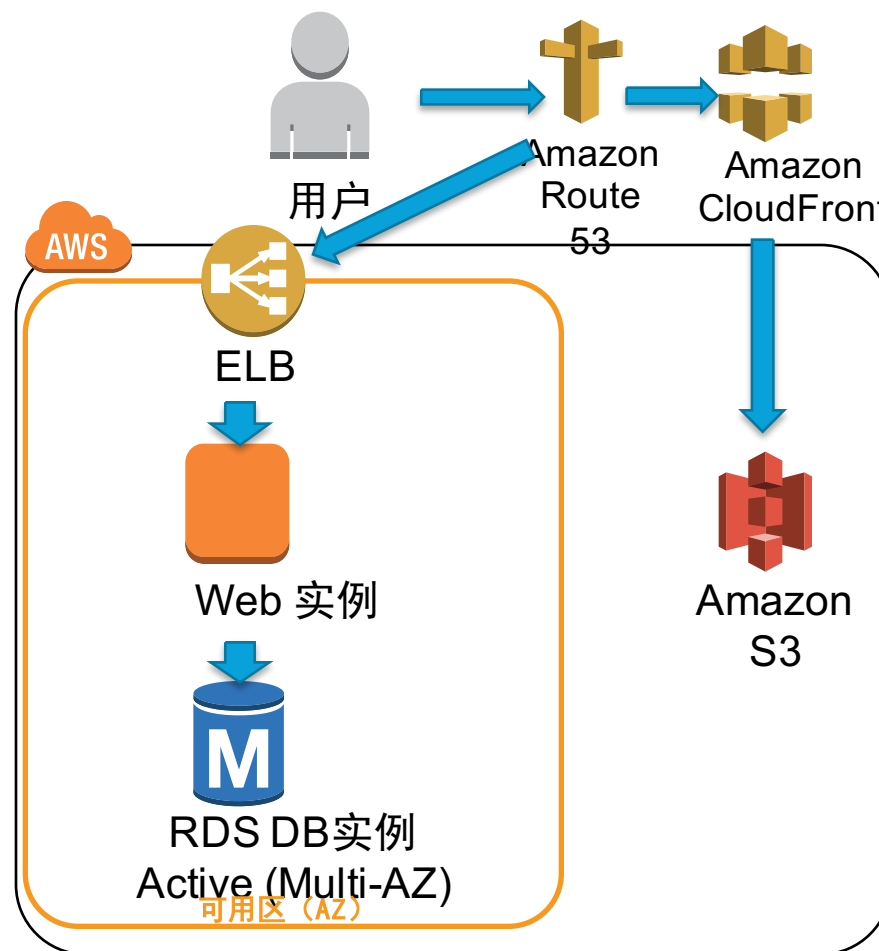 用户
Amazon
Route
53
Amazon
CloudFront
AWS
ELB
Web 实例
Amazon
S3
M
RDS DB实例
Active (Multi-AZ)
可用区（AZ）